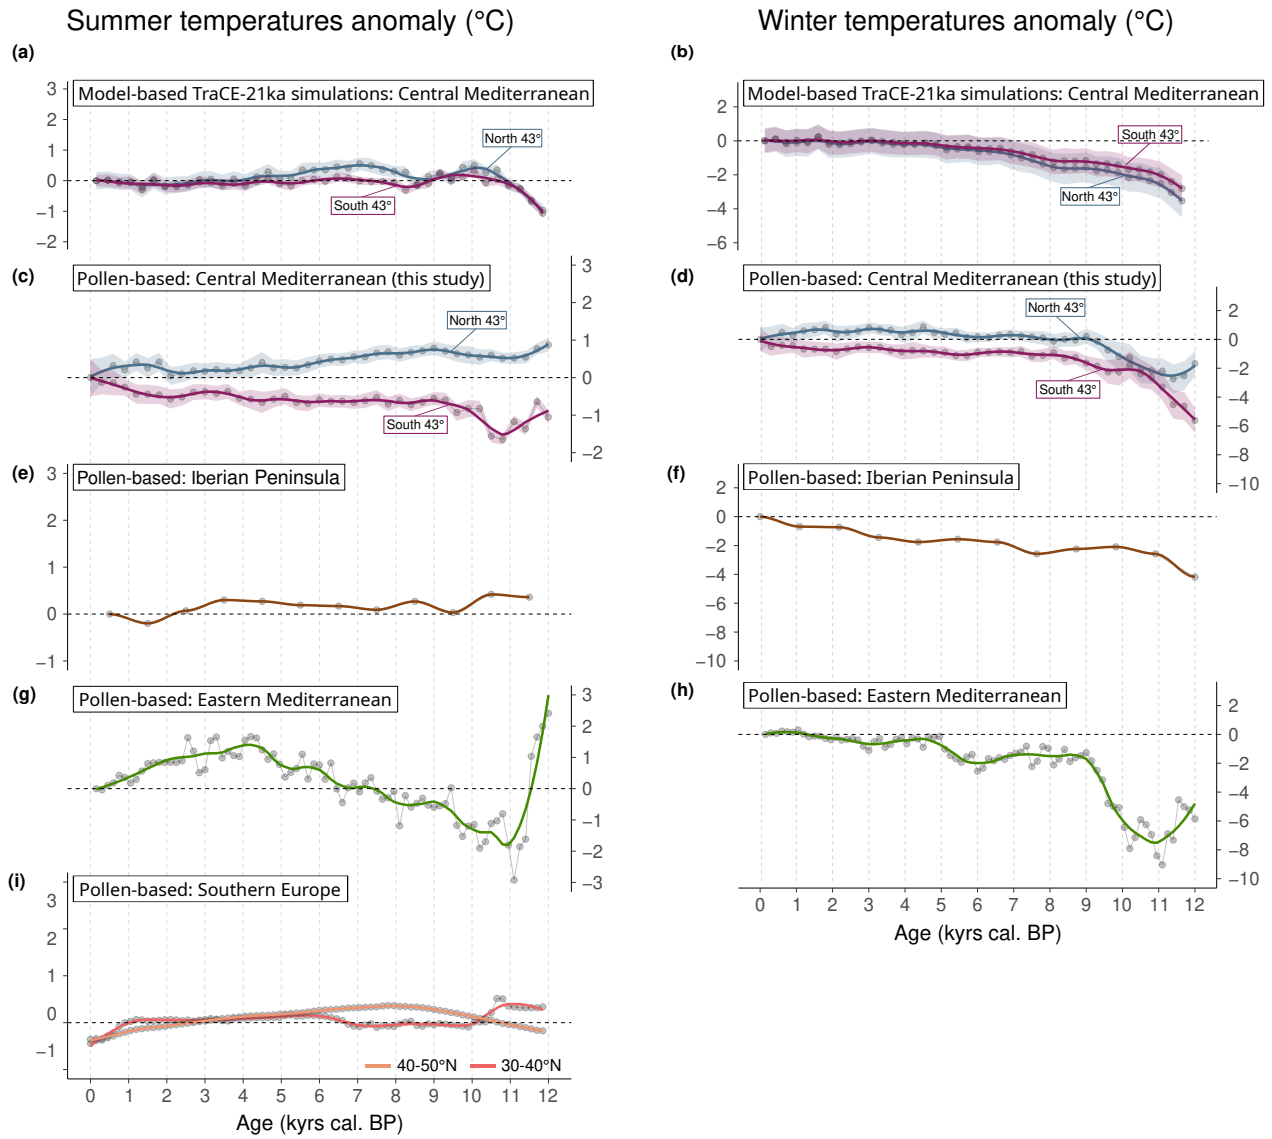 Summer temperatures anomaly (°C)
Winter temperatures anomaly (°C)
(a)
Model-based TraCE-21ka simulations: Central Mediterranean
North 43°
South 43°
3
2
1
0
−1
−2
(b)
Model-based TraCE-21ka simulations: Central Mediterranean
South 43°
North 43°
2
0
−2
−4
−6
(c)
Pollen-based: Central Mediterranean (this study)
North 43°
South 43°
3
2
1
0
−1
−2
(d)
Pollen-based: Central Mediterranean (this study)
North 43°
South 43°
2
0
−2
−4
−6
−8
−10
(e)
Pollen-based: Iberian Peninsula
3
2
1
0
−1
(f)
Pollen-based: Iberian Peninsula
2
0
−2
−4
−6
−8
−10
(g)
Pollen-based: Eastern Mediterranean
3
2
1
0
−1
−2
−3
(h)
Pollen-based: Eastern Mediterranean
2
0
−2
−4
−6
−8
−10
0 1 2 3 4 5 6 7 8 9 10 11 12
Age (kyrs cal. BP)
(i)
Pollen-based: Southern Europe
3
2
1
0
−1
40-50°N 30-40°N
0 1 2 3 4 5 6 7 8 9 10 11 12
Age (kyrs cal. BP)